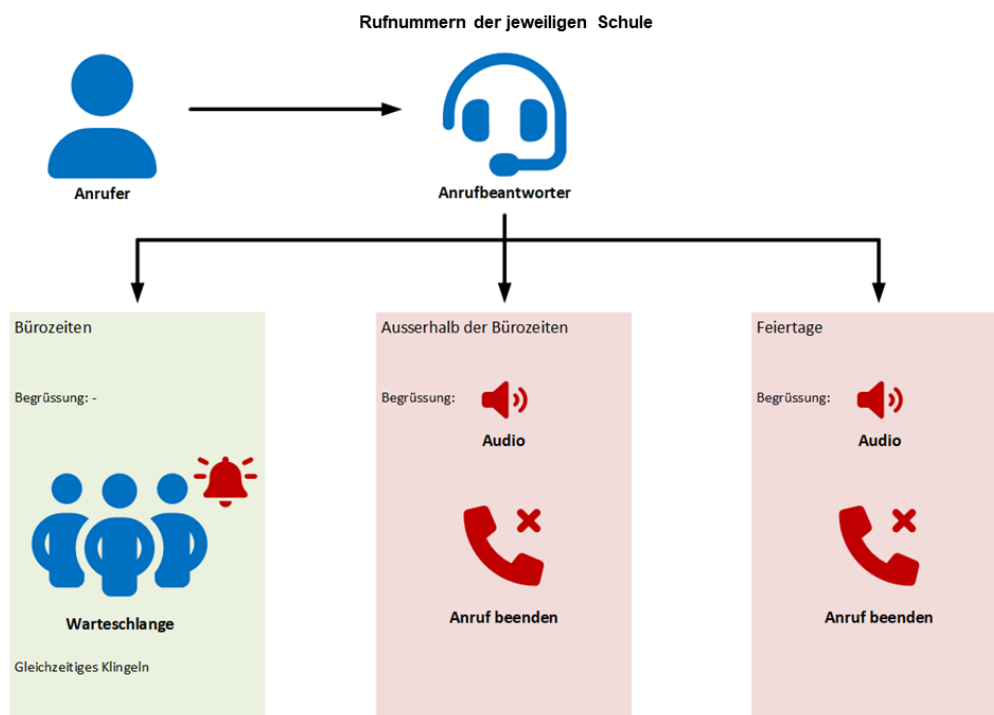 Rufnummern der jeweiligen Schule
Anrufer
Anrufbeantworter
Bürozeiten
Begrüssung: -
Warteschlange
Gleichzeitiges Klingeln
Ausserhalb der Bürozeiten
Begrüssung:
Audio
Anruf beenden
Feiertage
Begrüssung:
Audio
Anruf beenden